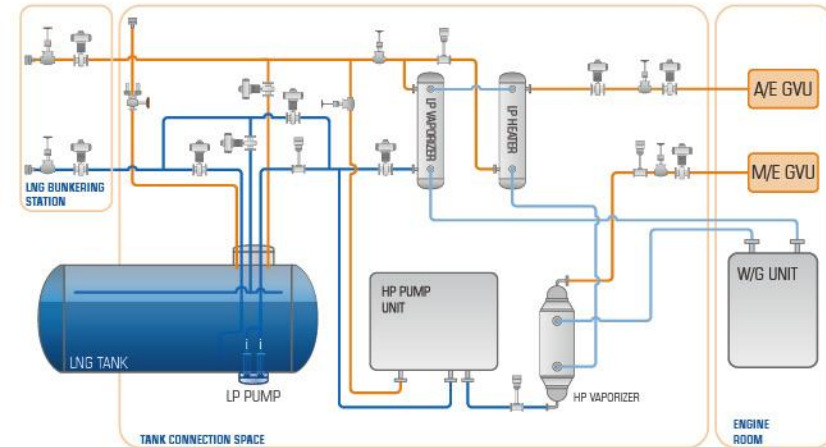 LP VAPORIZER
LP HEATER
A/E GVU
M/E GVU
LNG BUNKERING
STATION
W/G UNIT
HP PUMP
UNIT
LNG TANK
LP PUMP
HP VAPORIZER
TANK CONNECTION SPACE
ENGINE
ROOM